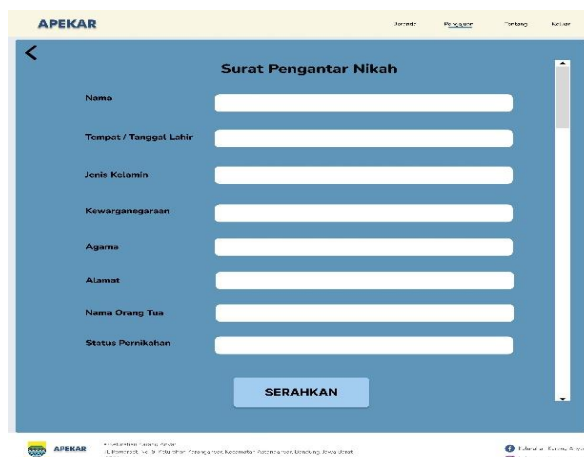 APEKAR
Beranda Pengajuan Tentang Keluar
Surat Pengantar Nikah
Nama
Tempat / Tanggal Lahir
Jenis Kelamin
Kewarganegaraan
Agama
Alamat
Nama Orang Tua
Status Pernikahan
SERAHKAN
APEKAR